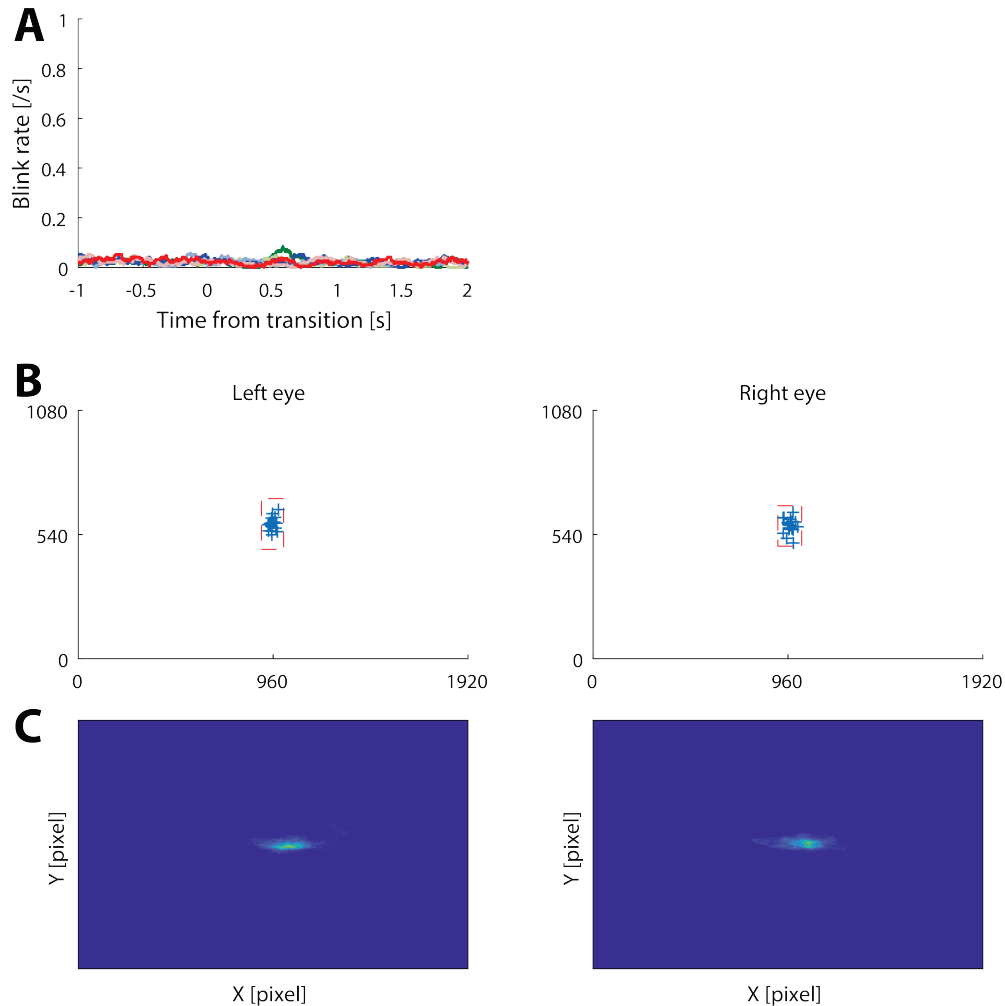 A
1
0.8
0.6
0.4
0.2
0
Blink rate [/s]
-1 -0.5 0 0.5 1 1.5 2
Time from transition [s]
B
Left eye
1080
540
0
0 960 1920
Right eye
1080
540
0
0 960 1920
C
Y [pixel]
X [pixel]
Y [pixel]
X [pixel]